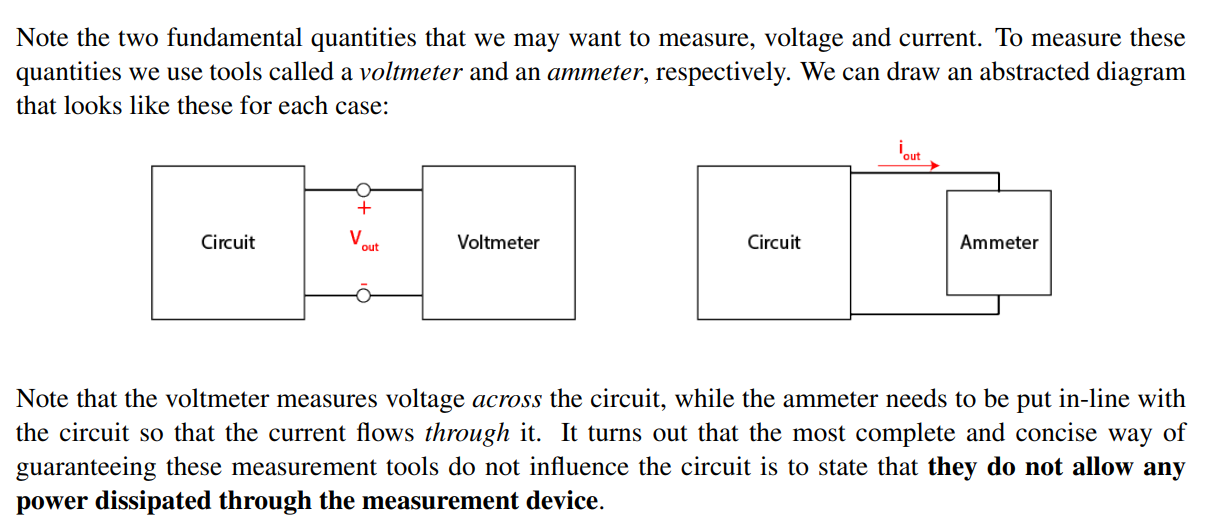 Note the two fundamental quantities that we may want to measure, voltage and current. To measure these
quantities we use tools called a voltmeter and an ammeter, respectively. We can draw an abstracted diagram
that looks like these for each case:
i out
+
Circuit
V out
Voltmeter
Circuit
Ammeter
-
Note that the voltmeter measures voltage across the circuit, while the ammeter needs to be put in-line with
the circuit so that the current flows through it. It turns out that the most complete and concise way of
guaranteeing these measurement tools do not influence the circuit is to state that they do not allow any
power dissipated through the measurement device.